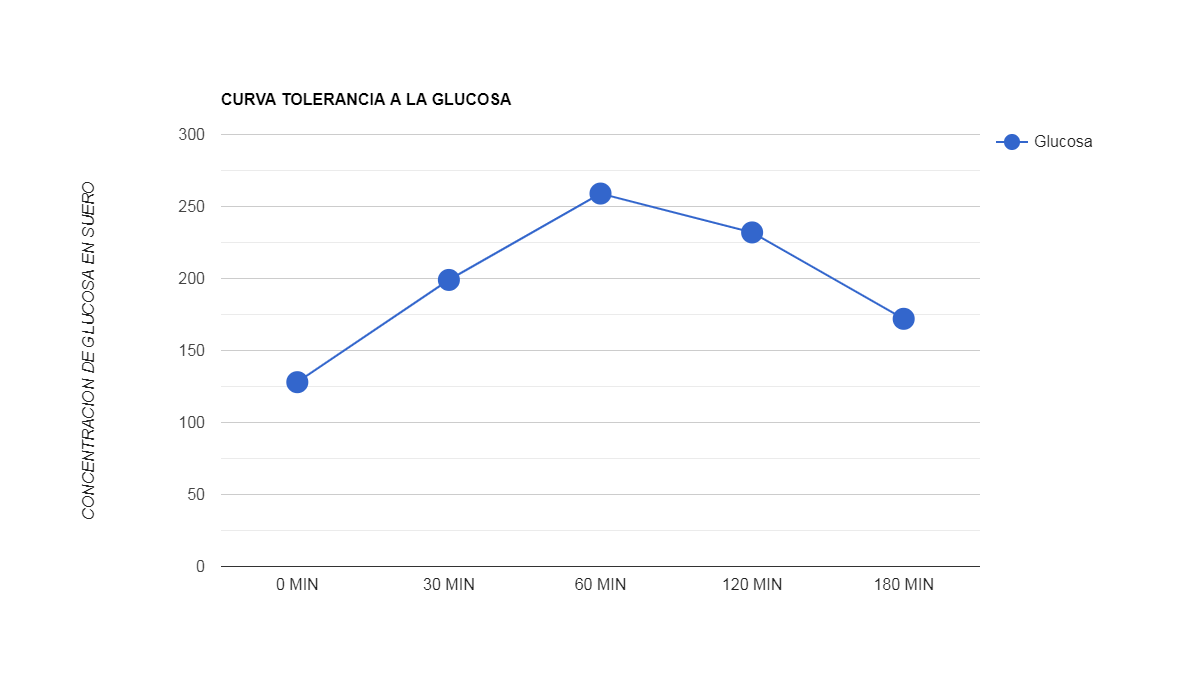 CURVA TOLERANCIA A LA GLUCOSA
Glucosa
CONCENTRACION DE GLUCOSA EN SUERO
300
250
200
150
100
50
0
0 MIN
30 MIN
60 MIN
120 MIN
180 MIN